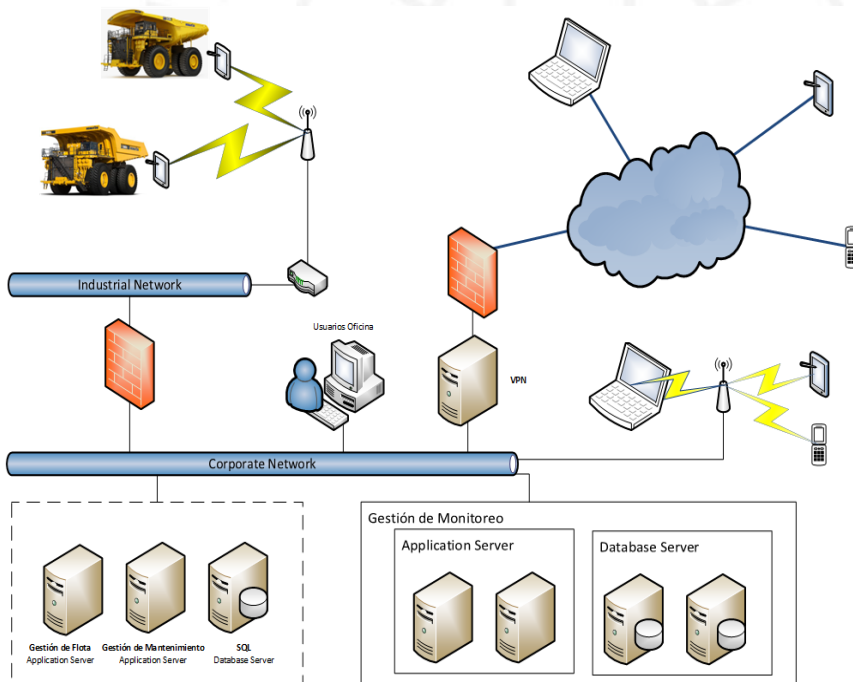 Industrial Network
Usuarios Oficina
VPN
Corporate Network
Gestión de Flota
Application Server
Gestión de Mantenimiento
Application Server
SQL
Database Server
Gestión de Monitoreo
Application Server
Database Server